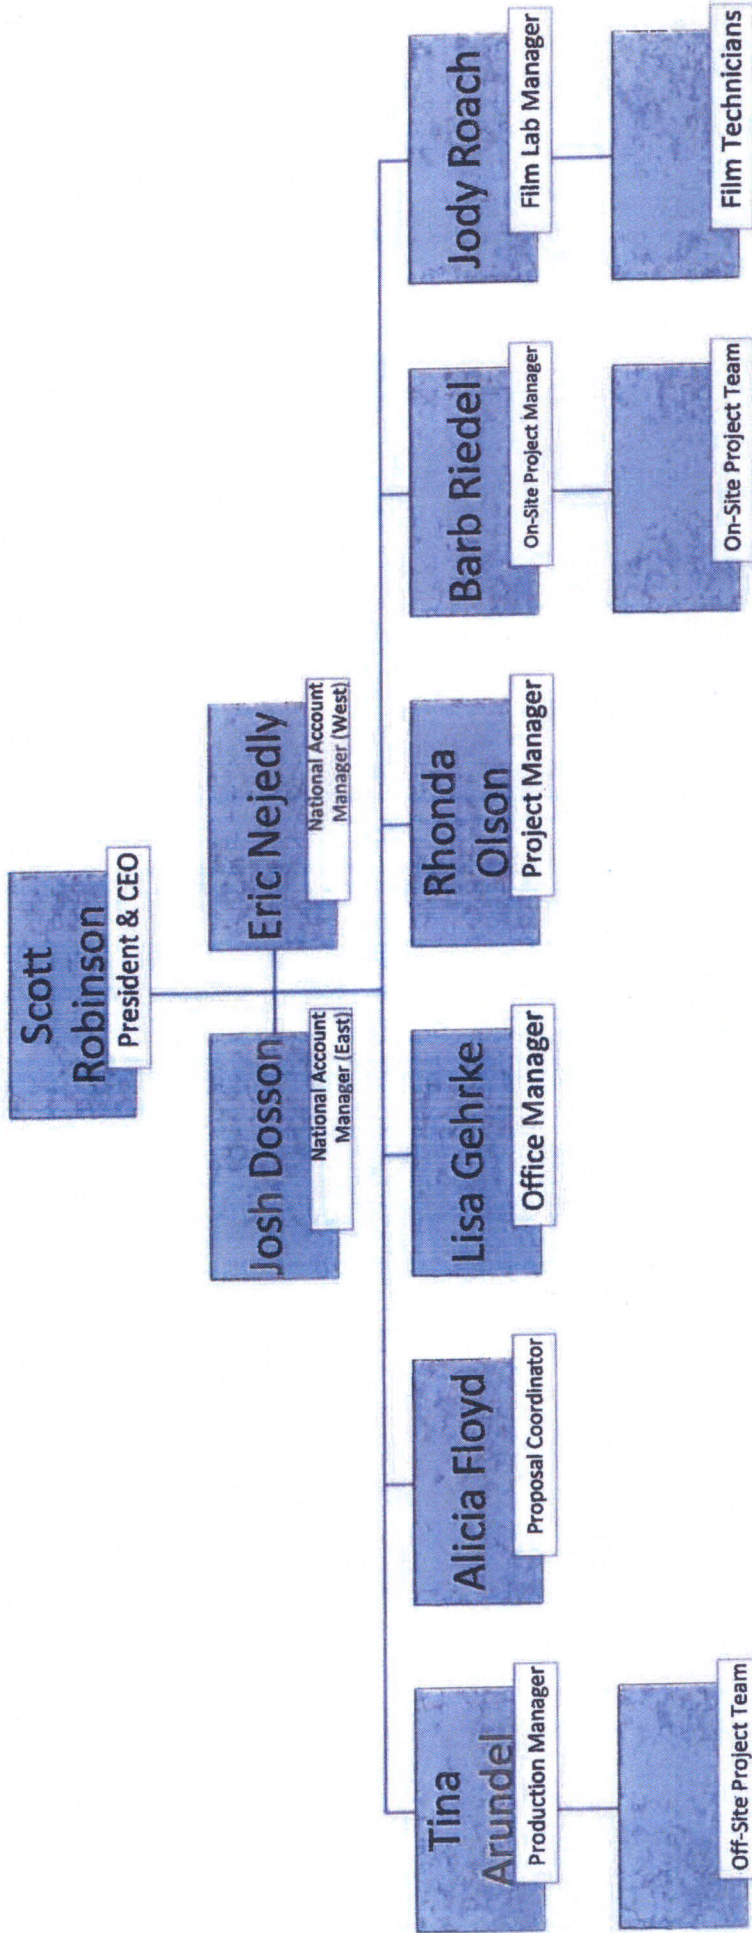 Scott
Robinson
President & CEO
Josh Dosson
National Account
Manager (East)
Eric Nejedly
National Account
Manager (West)
Tina
Arundel
Production Manager
Alicia Floyd
Proposal Coordinator
Lisa Gehrke
Office Manager
Rhonda
Olson
Project Manager
Barb Riedel
On-Site Project Manager
Jody Roach
Film Lab Manager
Off-Site Project Team
On-Site Project Team
Film Technicians